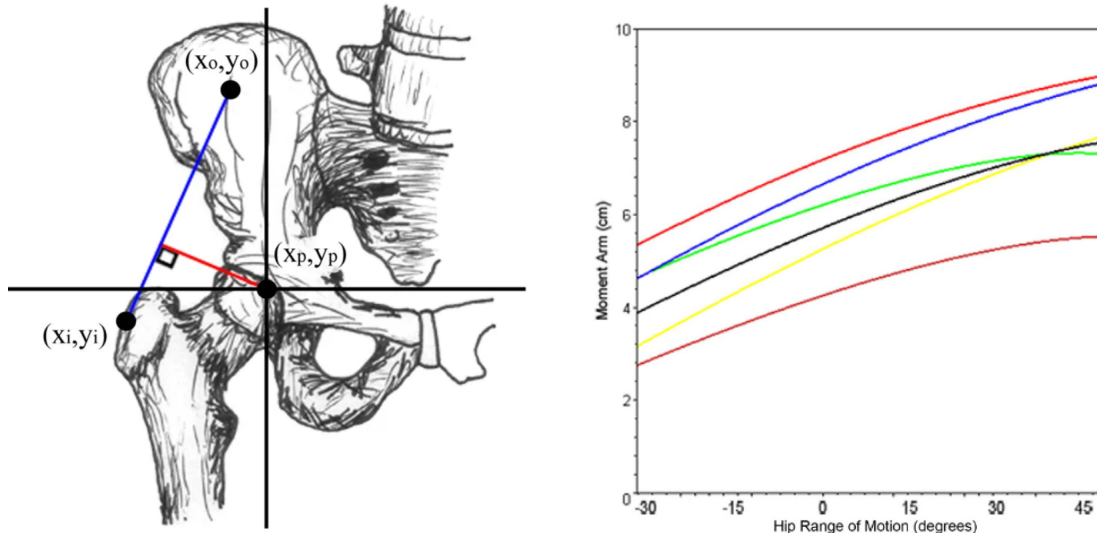 (xo,yo)
(xp,yp)
(xi,yi)
Moment Arm (cm)
10
8
6
4
2
0
-30
-15
0
15
30
45
Hip Range of Motion (degrees)